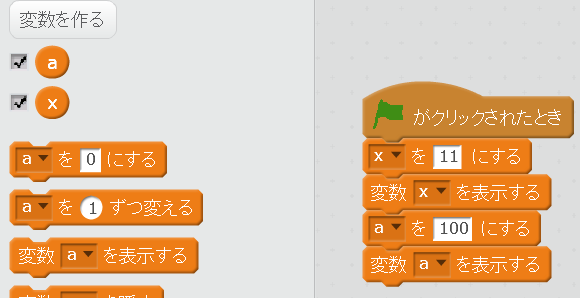 変数を作る
a
x
a を 0 にする
a を 1 ずつ変える
変数 a を表示する
がクリックされたとき
x を 11 にする
変数 x を表示する
a を 100 にする
変数 a を表示する